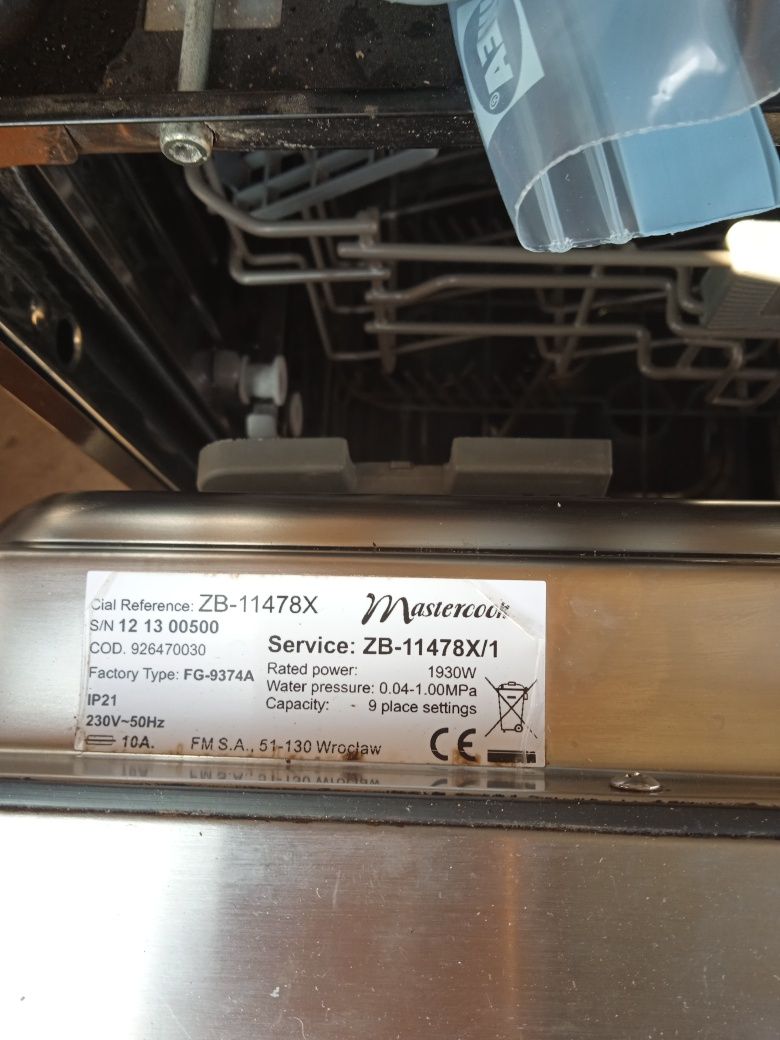 cial Reference: ZB-11478X
Mastercook
S/N 12 13 00500
COD. 926470030
Service: ZB-11478X/1
Factory Type: FG-9374A
Rated power: 1930W
Water pressure: 0.04-1.00MPa
Capacity: - 9 place settings
IP21
230V~50Hz
10A.
FM S.A., 51-130 Wrocław
CE